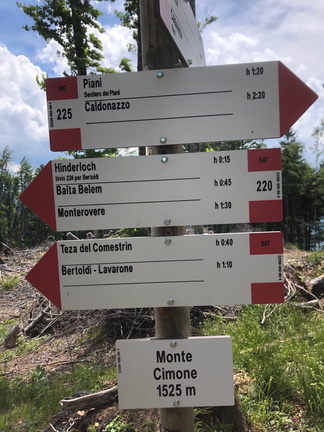 SAT
225
Piani h 1:20
Sentiero dei Piani
Caldonazzo h 2:20
Hinderloch h 0:15
bivio 224 per Bertoldi
Baita Belem h 0:45
Monterovere h 1:30
SAT
220
Teza del Comestrin h 0:40
Bertoldi - Lavarone h 1:10
SAT
Monte
Cimone
1525 m